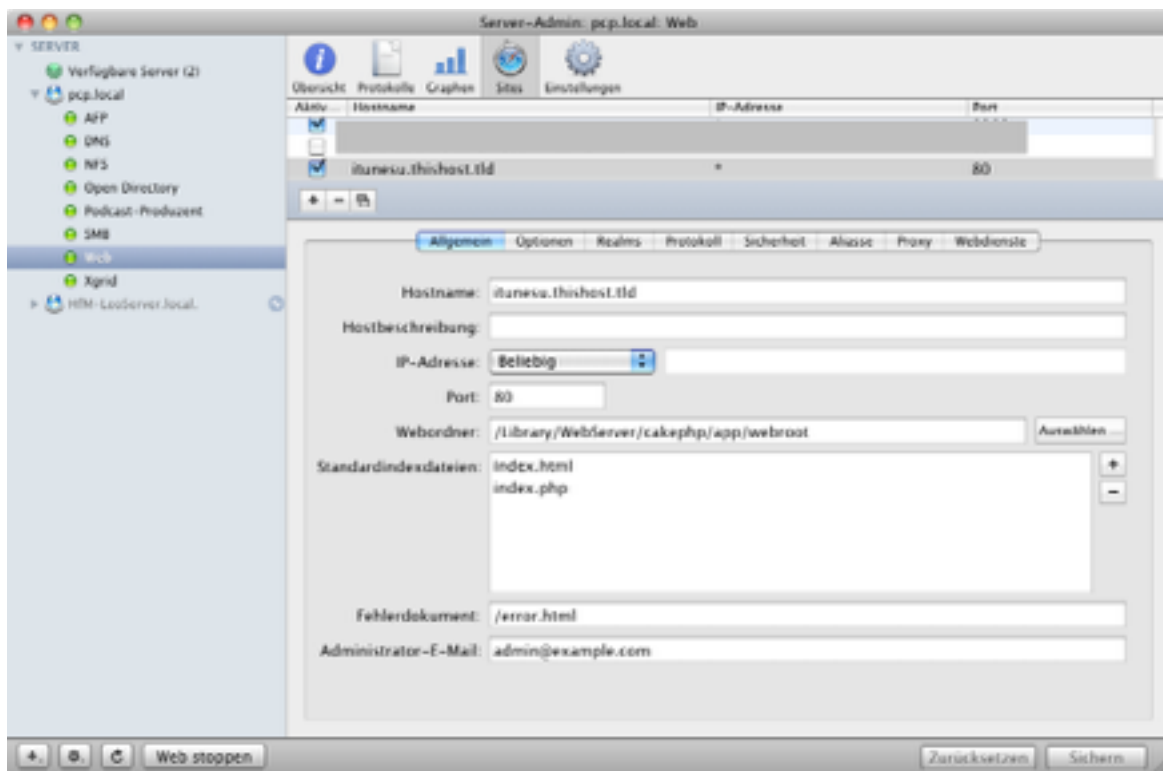 Server-Admin: pcp.local: Web
SERVER
Verfügbare Server (2)
pcp.local
AFP
DNS
NFS
Open Directory
Podcast-Produzent
SMB
Web
Xgrid
Übersicht Protokolle Graphen Sites Einstellungen
Aktiv... Hostname IP-Adresse Port
itunesu.thishost.tld * 80
+ -
Allgemein Optionen Realms Protokoll Sicherheit Aliasse Proxy Webdienste
Hostname: itunesu.thishost.tld
Hostbeschreibung:
IP-Adresse: Beliebig
Port: 80
Webordner: /Library/WebServer/cakephp/app/webroot Auswählen ...
Standardindexdateien: index.html
index.php
+
-
Fehlerdokument: /error.html
Administrator-E-Mail: admin@example.com
Web stoppen Zurücksetzen Sichern